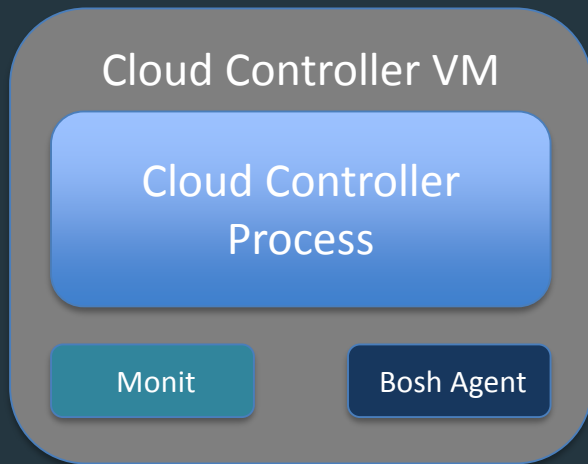 Cloud Controller VM
Cloud Controller
Process
Monit
Bosh Agent